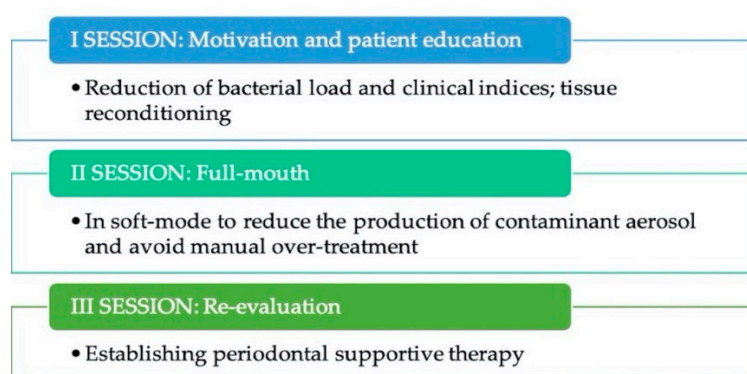 I SESSION: Motivation and patient education
• Reduction of bacterial load and clinical indices; tissue
reconditioning
II SESSION: Full-mouth
• In soft-mode to reduce the production of contaminant aerosol
and avoid manual over-treatment
III SESSION: Re-evaluation
• Establishing periodontal supportive therapy